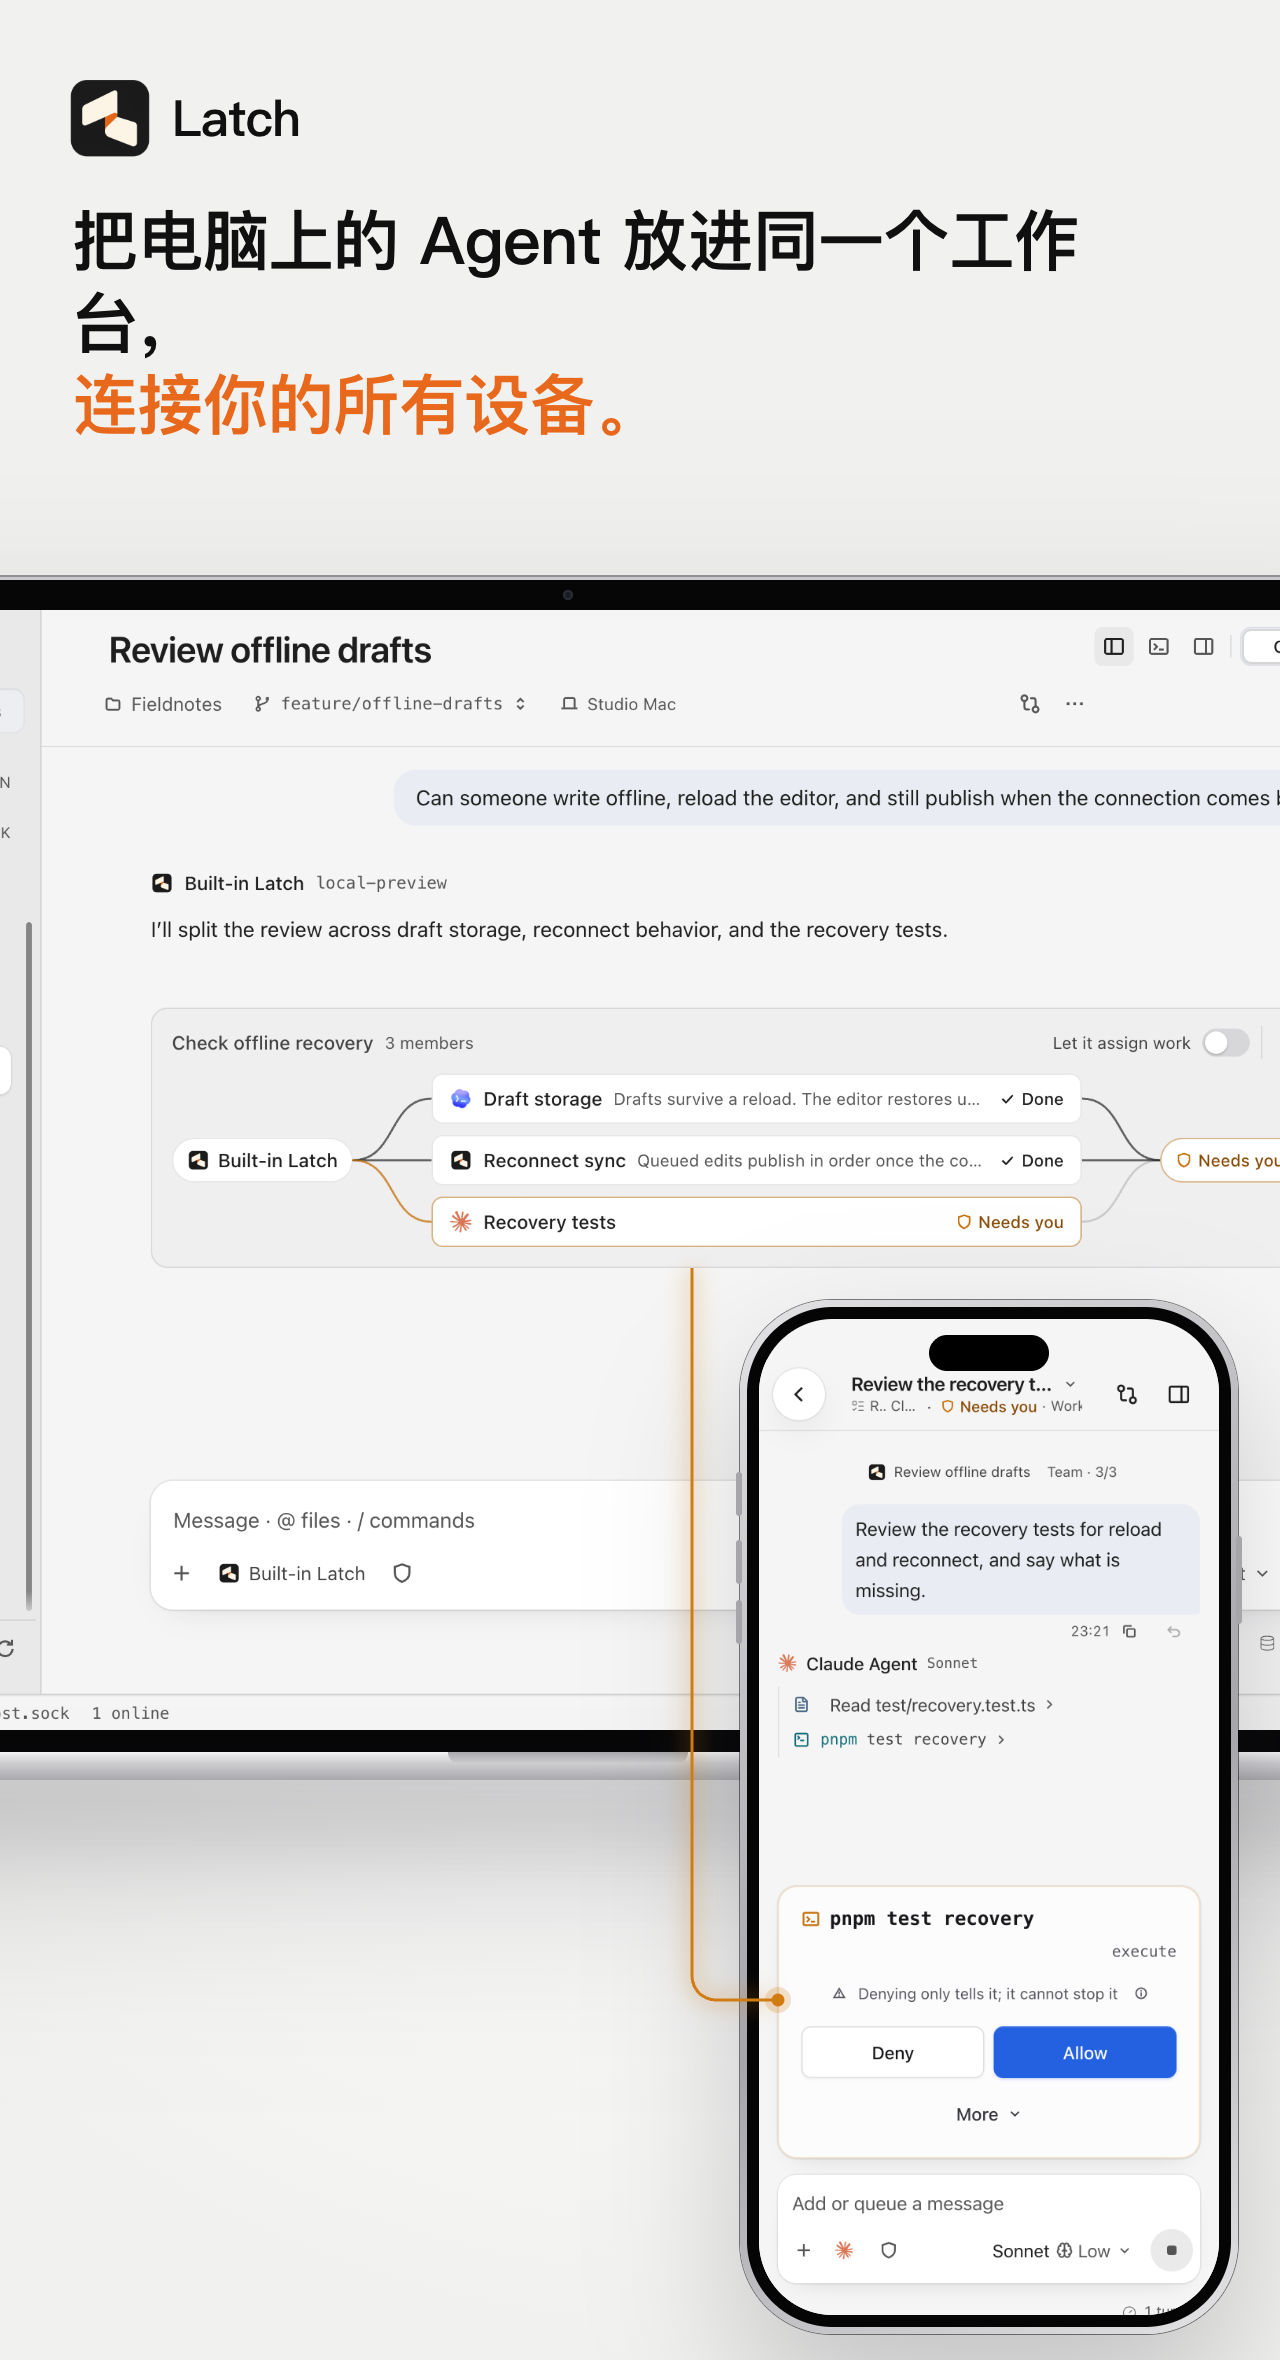 Latch
把电脑上的 Agent 放进同一个工作
台，
连接你的所有设备。
Review offline drafts
Fieldnotes feature/offline-drafts Studio Mac
Can someone write offline, reload the editor, and still publish when the connection comes
Built-in Latch local-preview
I'll split the review across draft storage, reconnect behavior, and the recovery tests.
Check offline recovery 3 members Let it assign work
Draft storage Drafts survive a reload. The editor restores u... Done
Built-in Latch
Reconnect sync Queued edits publish in order once the co... Done
Needs you
Recovery tests Needs you
Message · @ files · / commands
Built-in Latch
st.sock 1 online
Review the recovery t...
R.. Cl... · Needs you · Work
Review offline drafts Team · 3/3
Review the recovery tests for reload
and reconnect, and say what is
missing.
23:21
Claude Agent Sonnet
Read test/recovery.test.ts
pnpm test recovery
pnpm test recovery
execute
Denying only tells it; it cannot stop it
Deny Allow
More
Add or queue a message
Sonnet Low